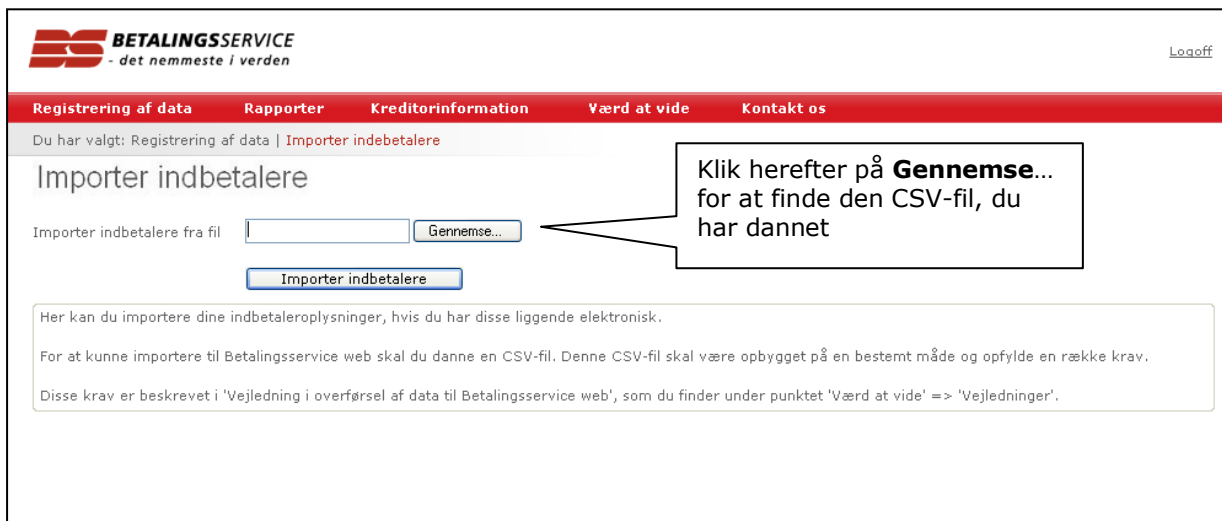 BETALINGSSERVICE
- det nemmeste i verden
Logoff
Registrering af data Rapporter Kreditorinformation Værd at vide Kontakt os
Du har valgt: Registrering af data | Importer indebetalere
Importer indbetalere
Klik herefter på Gennemse…
for at finde den CSV-fil, du
har dannet
Importer indbetalere fra fil Gennemse...
Importer indbetalere
Her kan du importere dine indbetaleroplysninger, hvis du har disse liggende elektronisk.
For at kunne importere til Betalingsservice web skal du danne en CSV-fil. Denne CSV-fil skal være opbygget på en bestemt måde og opfylde en række krav.
Disse krav er beskrevet i 'Vejledning i overførsel af data til Betalingsservice web', som du finder under punktet 'Værd at vide' => 'Vejledninger'.